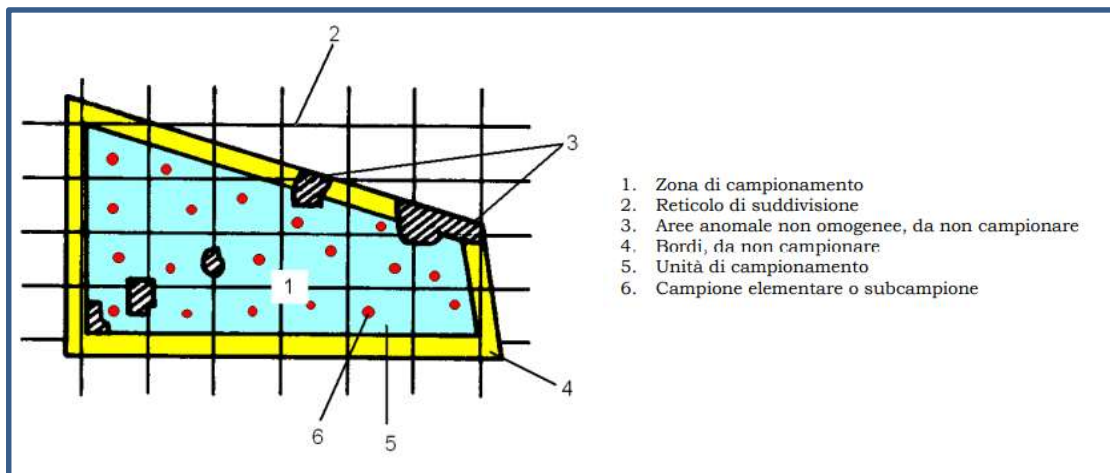 2
3
1
4
6
5
1. Zona di campionamento
2. Reticolo di suddivisione
3. Aree anomale non omogenee, da non campionare
4. Bordi, da non campionare
5. Unità di campionamento
6. Campione elementare o subcampione